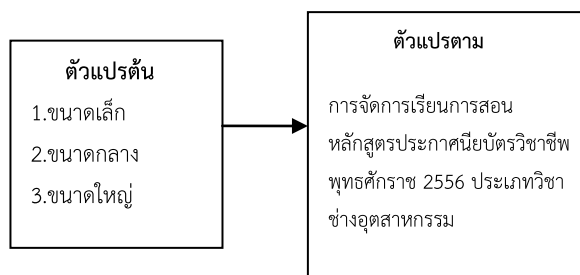 ตัวแปรต้น
1.ขนาดเล็ก
2.ขนาดกลาง
3.ขนาดใหญ่
ตัวแปรตาม
การจัดการเรียนการสอน
หลักสูตรประกาศนียบัตรวิชาชีพ
พุทธศักราช 2556 ประเภทวิชา
ช่างอุตสาหกรรม